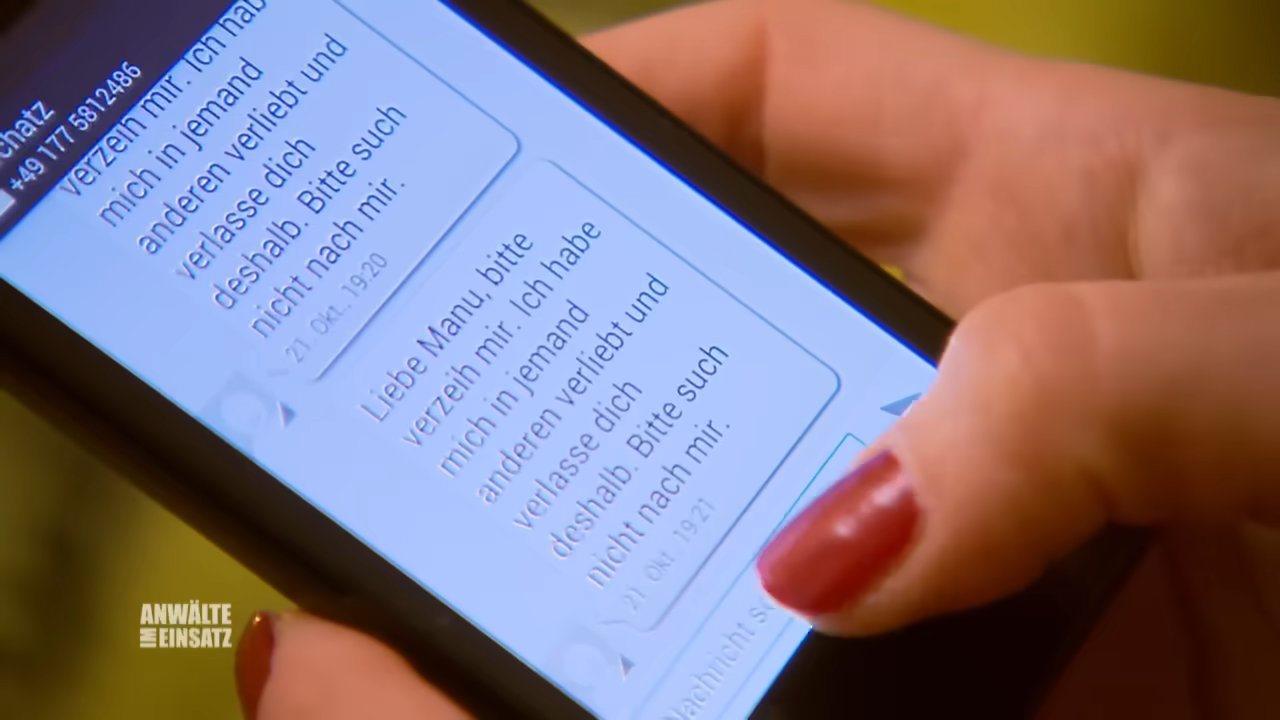 chatz
+49 177 5812486
verzeih mir. Ich hab
mich in jemand
anderen verliebt und
verlasse dich
deshalb. Bitte such
nicht nach mir.
21. Okt., 19:20
Liebe Manu, bitte
verzeih mir. Ich habe
mich in jemand
anderen verliebt und
verlasse dich
deshalb. Bitte such
nicht nach mir.
21. Okt., 19:21
Nachricht s
ANWÄLTE
IM EINSATZ